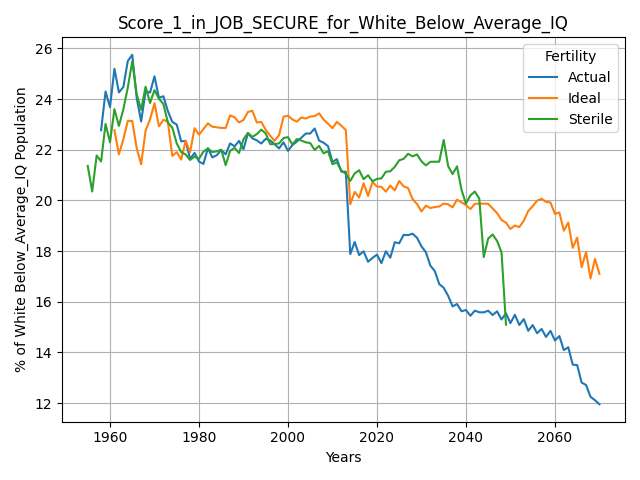 Score_1_in_JOB_SECURE_for_White_Below_Average_IQ
Fertility
Actual
Ideal
Sterile
% of White Below_Average_IQ Population
26
24
22
20
18
16
14
12
1960
1980
2000
2020
2040
2060
Years